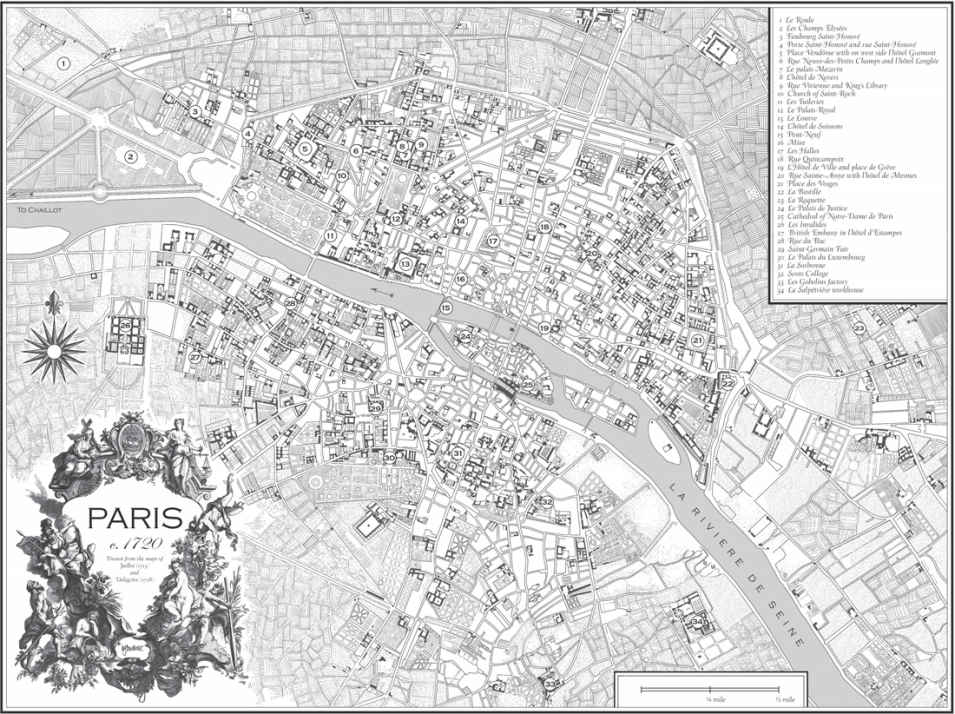 1 Le Roule
2 Les Champs Elysées
3 Faubourg Saint-Honoré
4 Porte Saint-Honoré and rue Saint-Honoré
5 Place Vendôme with on west side l'hôtel Gramont
6 Rue Neuve-des-Petits Champs and l'hôtel Langlée
7 Le palais Mazarin
8 L'hôtel de Nevers
9 Rue Vivienne and King's Library
10 Church of Saint-Roch
11 Les Tuileries
12 Le Palais-Royal
13 Le Louvre
14 L'hôtel de Soissons
15 Pont-Neuf
16 Mint
17 Les Halles
18 Rue Quincampoix
19 L'Hôtel de Ville and place de Grève
20 Rue Sainte-Avoye with l'hôtel de Mesmes
21 Place des Vosges
22 La Bastille
23 La Roquette
24 Le Palais de Justice
25 Cathedral of Notre-Dame de Paris
26 Les Invalides
27 British Embassy in l'hôtel d'Estampes
28 Rue du Bac
29 Saint-Germain Fair
30 Le Palais du Luxembourg
31 La Sorbonne
32 Scots College
33 Les Gobelins factory
34 La Salpêtrière workhouse
1
3
4
5
6
8
9
2
10
TO CHAILLOT
12
14
11
17
18
20
13
16
28
15
19
23
26
24
21
27
25
22
29
30
31
32
PARIS
c. 1720
Traced from the maps of
and
LA RIVIERE DE SEINE
34
33
¼ mile
½ mile